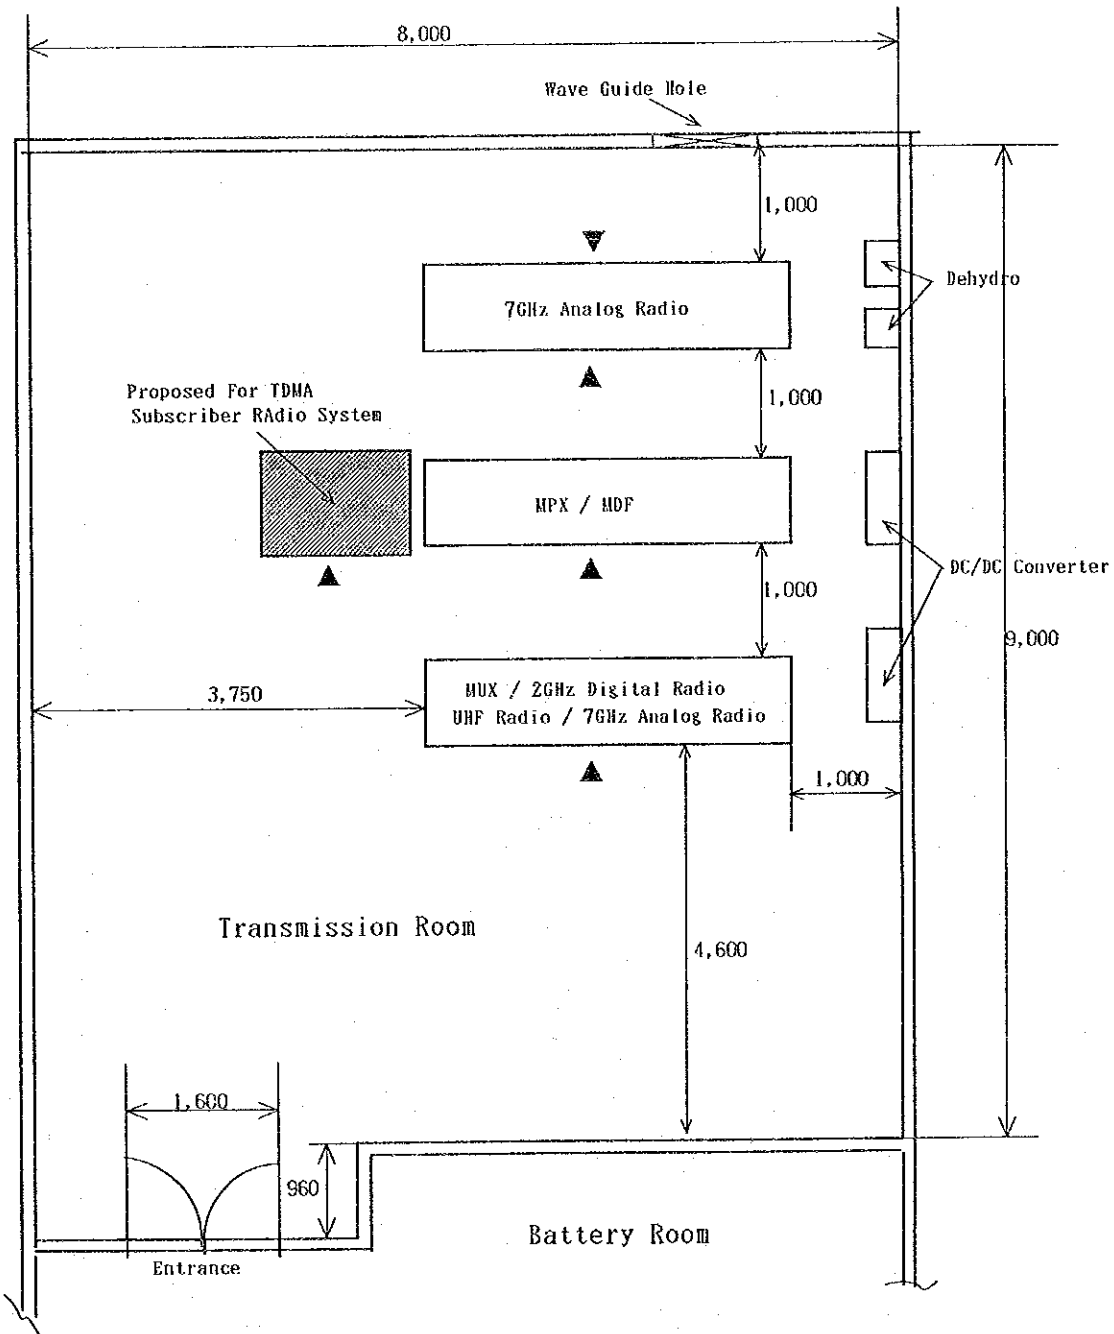 8,000
Wave Guide Hole
1,000
7GHz Analog Radio
Dehydro
Proposed For TDMA
Subscriber RAdio System
1,000
MPX / MDF
DC/DC Converter
1,000
9,000
3,750
MUX / 2GHz Digital Radio
UHF Radio / 7GHz Analog Radio
1,000
Transmission Room
4,600
1,600
960
Battery Room
Entrance